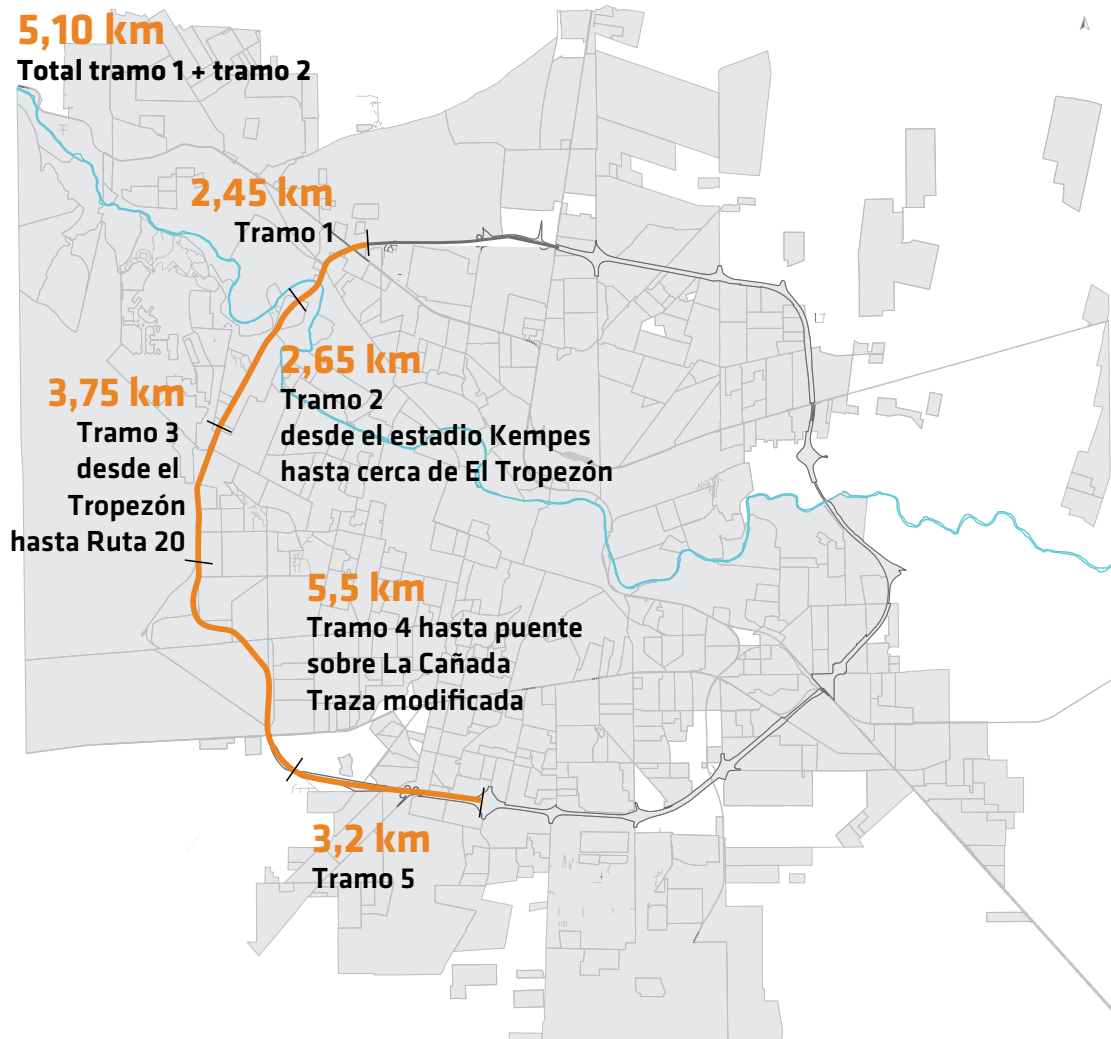 5,10 km
Total tramo 1 + tramo 2
2,45 km
Tramo 1
2,65 km
Tramo 2
desde el estadio Kempes
hasta cerca de El Tropezón
3,75 km
Tramo 3
desde el
Tropezón
hasta Ruta 20
5,5 km
Tramo 4 hasta puente
sobre La Cañada
Traza modificada
3,2 km
Tramo 5